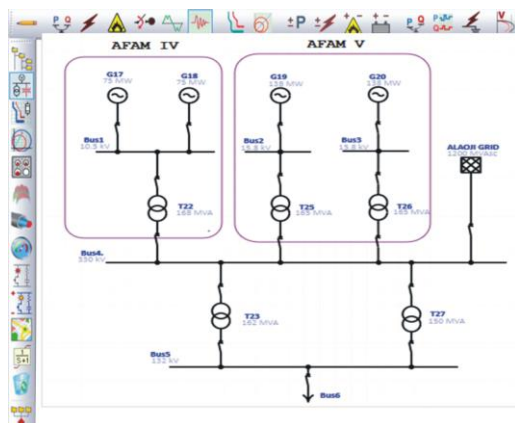 AFAM IV
AFAM V
G17
75 MW
G18
75 MW
G19
138 MW
G20
138 MW
Bus1
10.5 kV
Bus2
15.8 kV
Bus3
15.8 kV
ALAOJI GRID
1200 MVAsc
T22
168 MVA
T25
165 MVA
T26
165 MVA
Bus4.
330 kV
T23
162 MVA
T27
150 MVA
Bus5
132 kV
Bus6